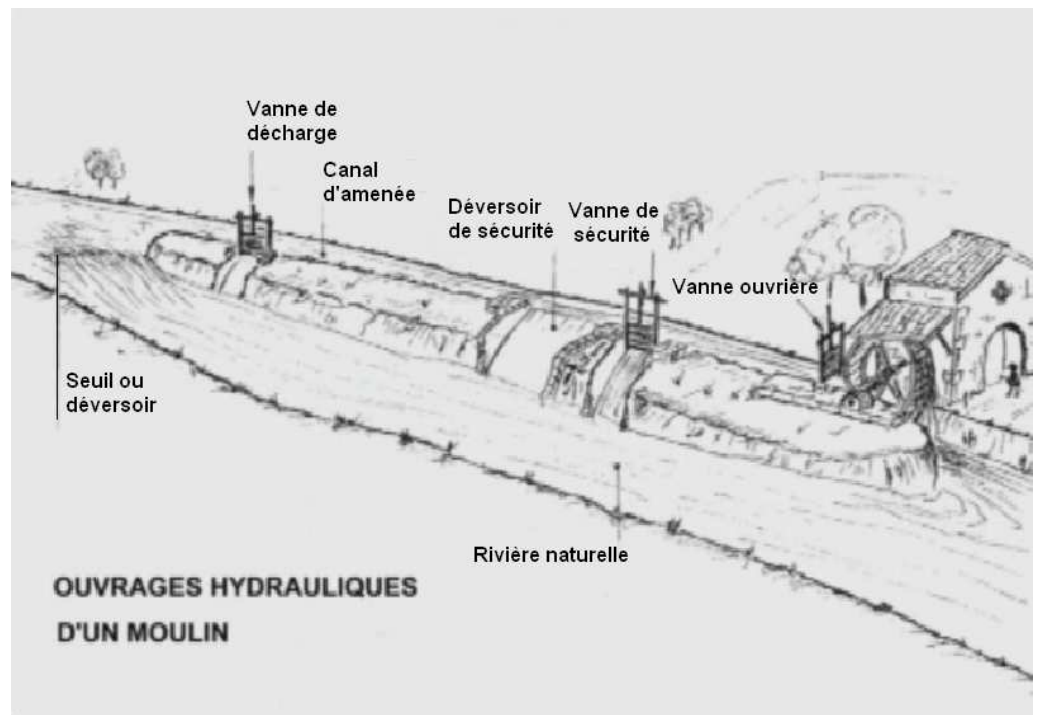 Vanne de
décharge
Canal
d'amenée
Déversoir
de sécurité
Vanne de
sécurité
Vanne ouvrière
Seuil ou
déversoir
Rivière naturelle
OUVRAGES HYDRAULIQUES
D'UN MOULIN